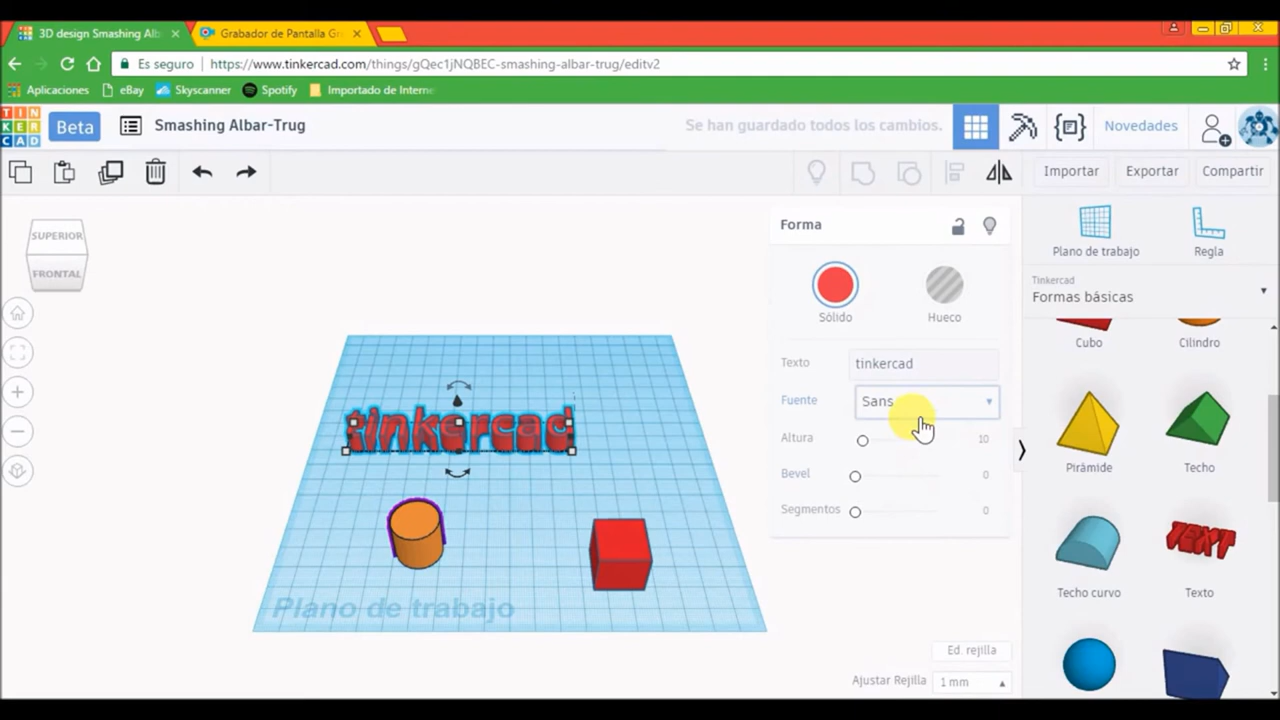 3D design Smashing Alb
Grabador de Pantalla Gr
Es seguro
https://www.tinkercad.com/things/gQec1jNQBEC-smashing-albar-trug/editv2
Aplicaciones
eBay
Skyscanner
Spotify
Importado de Interne
TIN
KER
CAD
Beta
Smashing Albar-Trug
Se han guardado todos los cambios.
Novedades
Importar
Exportar
Compartir
SUPERIOR
FRONTAL
Forma
Sólido
Hueco
Texto
tinkercad
Fuente
Sans
Altura
10
Bevel
0
Segmentos
0
Plano de trabajo
Regla
Tinkercad
Formas básicas
Cubo
Cilindro
Pirámide
Techo
Techo curvo
TEXT
Texto
tinkercad
Plano de trabajo
Ed. rejilla
Ajustar Rejilla
1 mm